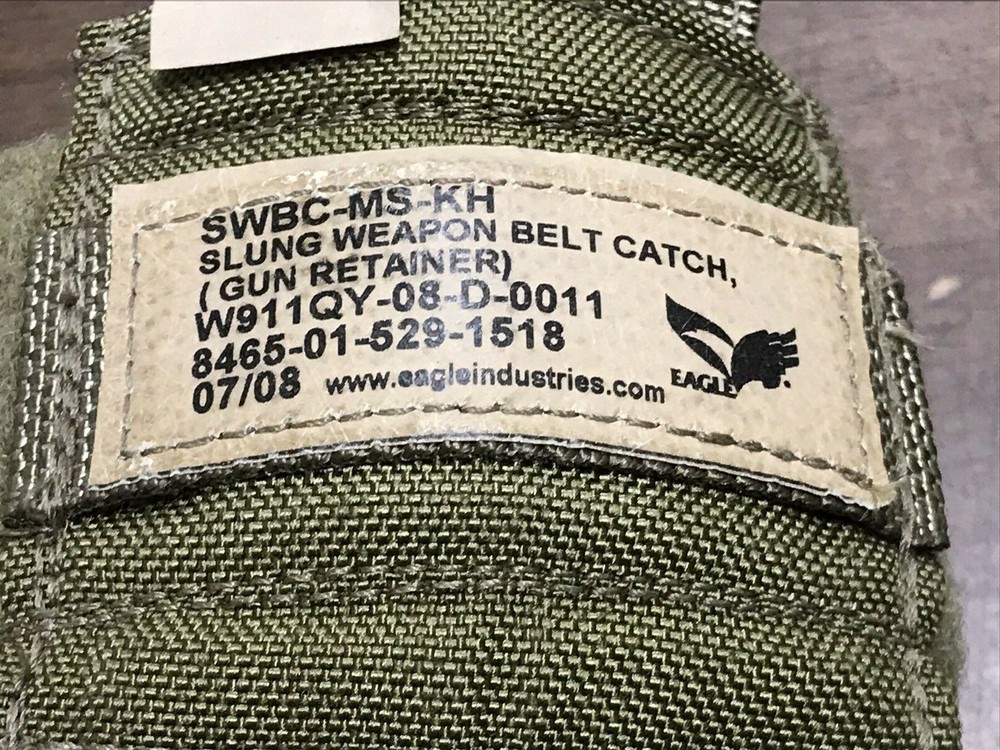 SWBC-MS-KH
SLUNG WEAPON BELT CATCH,
(GUN RETAINER)
W911QY-08-D-0011
8465-01-529-1518
07/08 www.eagleindustries.com
EAGLE